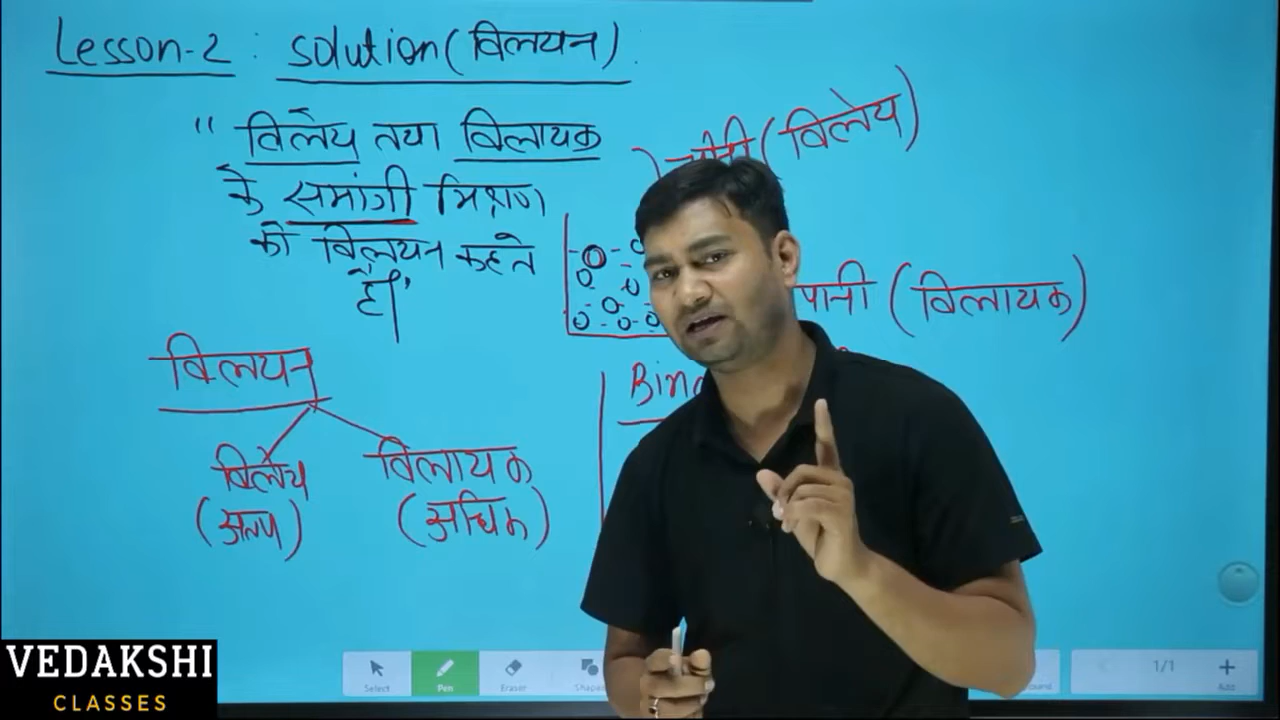 Lesson-2 : Solution (विलयन)
" विलेय तथा विलायक
के समांगी मिश्रण
को विलयन कहते
हैं"
चीनी (विलेय)
पानी (विलायक)
विलयन
विलेय
(अल्प)
विलायक
(अधिक)
VEDAKSHI
CLASSES
Select
Pen
Eraser
1/1
Add